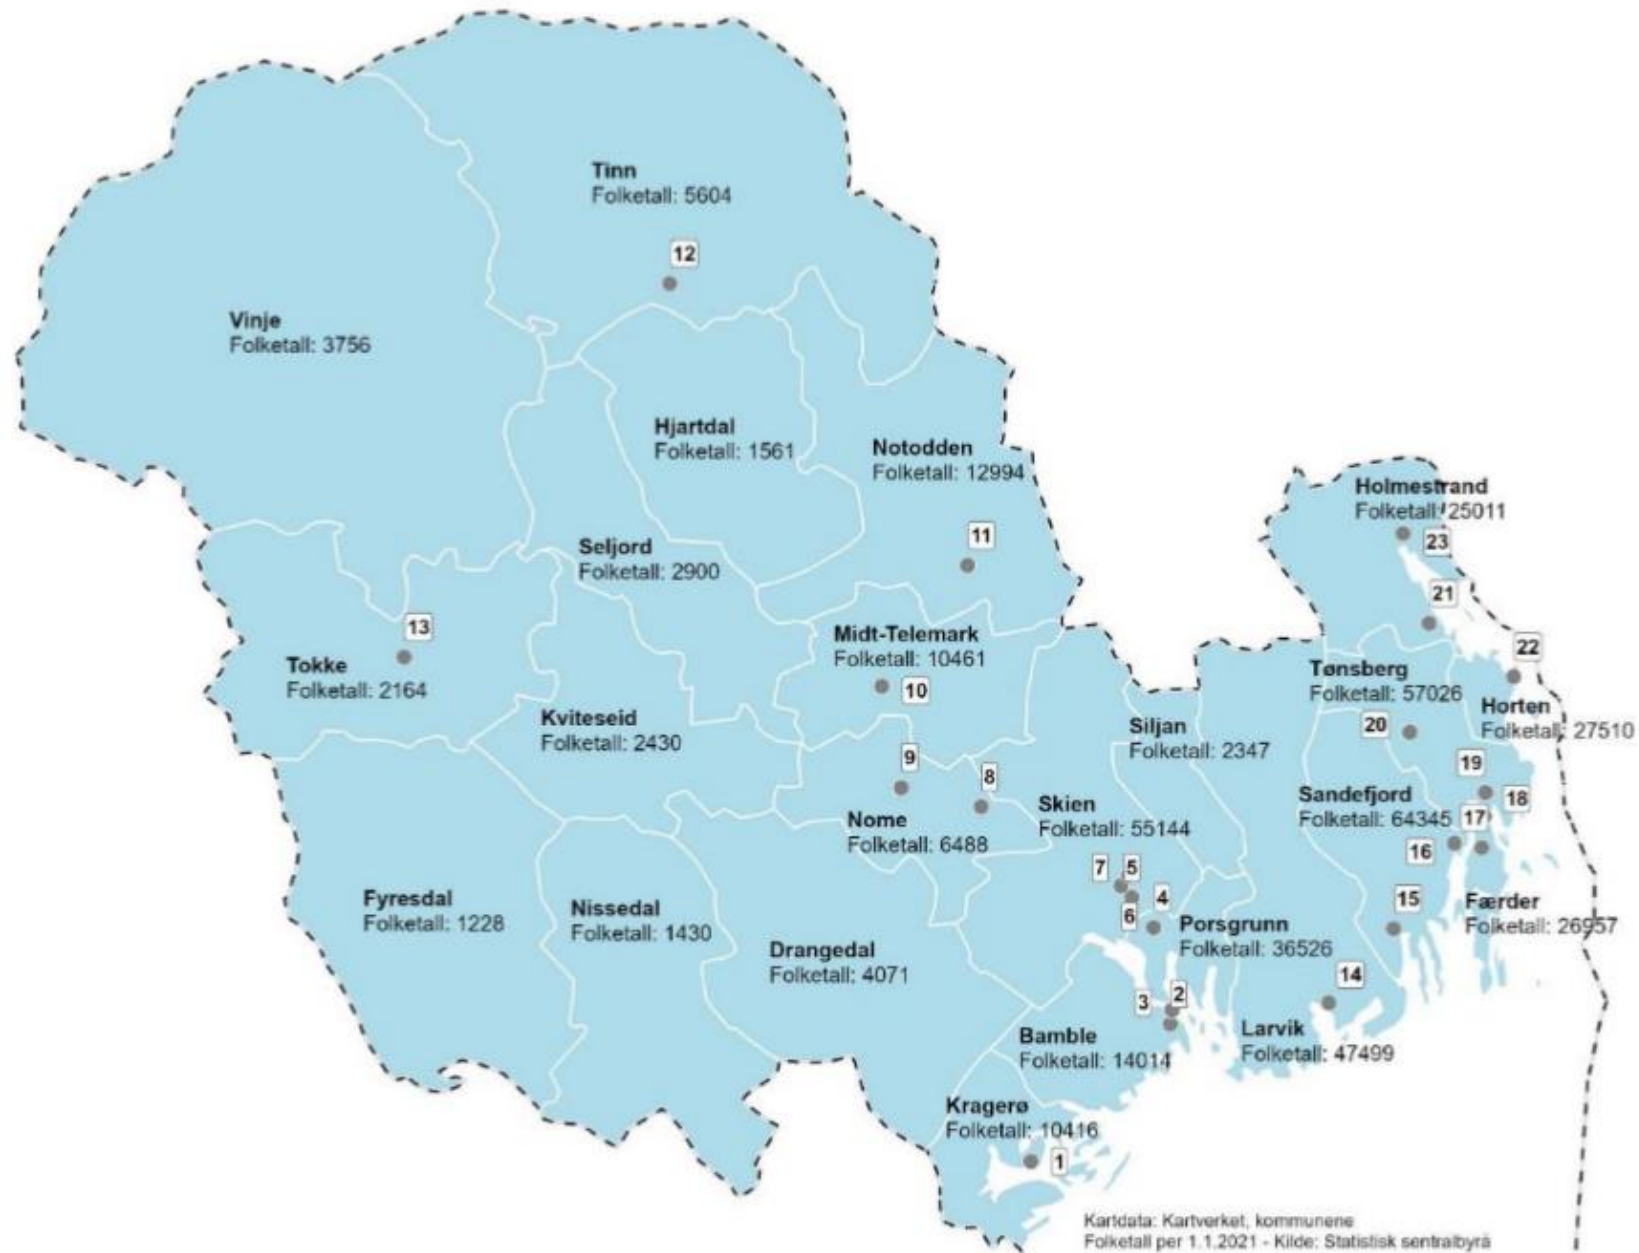 Tinn
Folketall: 5604
12
Vinje
Folketall: 3756
Hjartdal
Folketall: 1561
Notodden
Folketall: 12994
Holmestrand
Folketall: 25011
11
23
Seljord
Folketall: 2900
21
13
Midt-Telemark
Folketall: 10461
22
Tokke
Folketall: 2164
10
Tønsberg
Folketall: 57026
Kviteseid
Folketall: 2430
Siljan
Folketall: 2347
20
Horten
Folketall: 27510
9
8
19
Nome
Folketall: 6488
Skien
Folketall: 55144
Sandefjord
Folketall: 64345
18
17
16
7
5
6
4
15
Fyresdal
Folketall: 1228
Nissedal
Folketall: 1430
Porsgrunn
Folketall: 36526
Færder
Folketall: 26957
Drangedal
Folketall: 4071
14
3
2
Bamble
Folketall: 14014
Larvik
Folketall: 47499
Kragerø
Folketall: 10416
1
Kartdata: Kartverket, kommunene
Folketall per 1.1.2021 - Kilde: Statistisk sentralbyrå